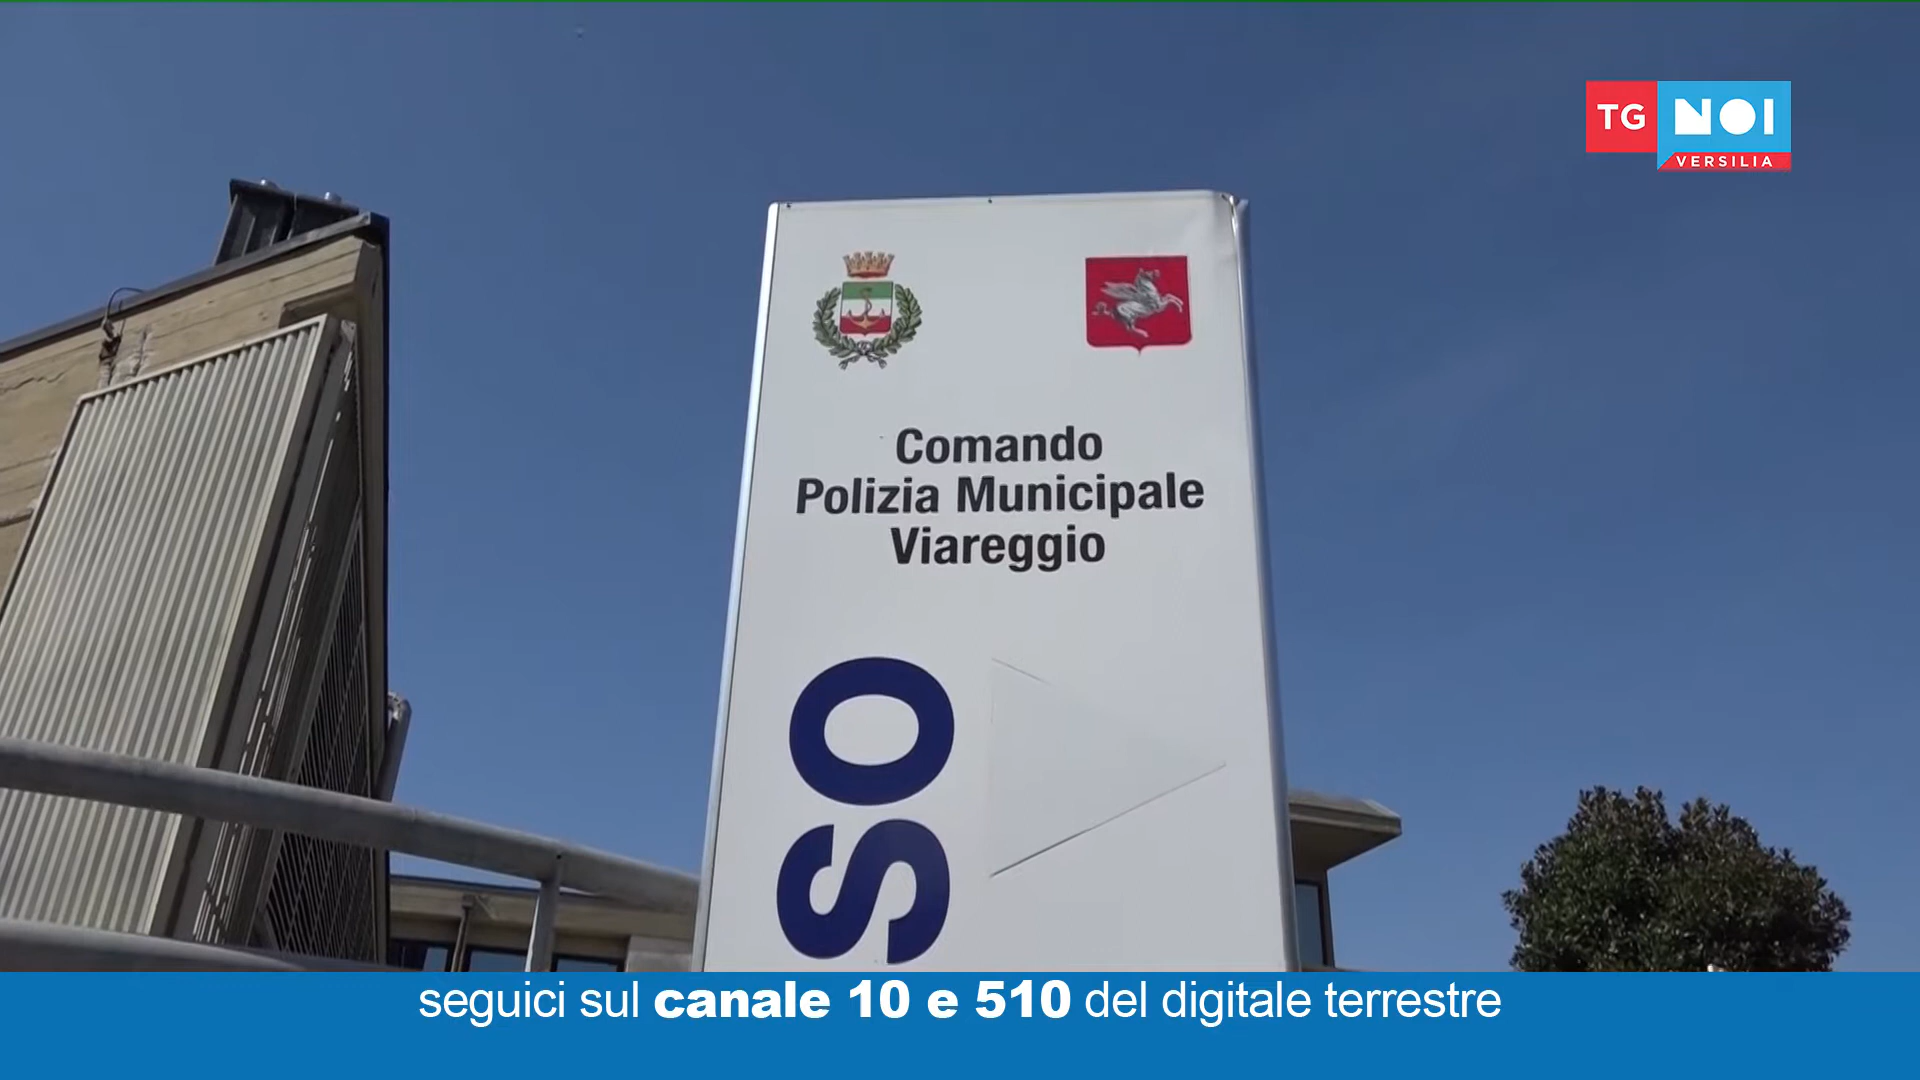 TG NOI
VERSILIA
Comando
Polizia Municipale
Viareggio
SO
seguici sul canale 10 e 510 del digitale terrestre